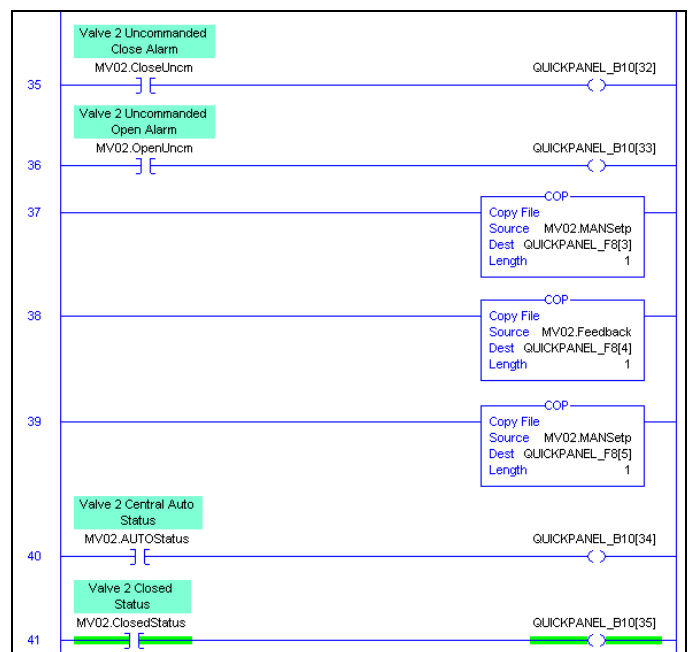 Valve 2 Uncommanded
Close Alarm
MV02.CloseUncm
QUICKPANEL_B10[32]
35
Valve 2 Uncommanded
Open Alarm
MV02.OpenUncm
QUICKPANEL_B10[33]
36
COP
37
Copy File
Source MV02.MANSetp
Dest QUICKPANEL_F8[3]
Length 1
COP
38
Copy File
Source MV02.Feedback
Dest QUICKPANEL_F8[4]
Length 1
COP
39
Copy File
Source MV02.MANSetp
Dest QUICKPANEL_F8[5]
Length 1
Valve 2 Central Auto
Status
MV02.AUTOStatus
QUICKPANEL_B10[34]
40
Valve 2 Closed
Status
MV02.ClosedStatus
QUICKPANEL_B10[35]
41